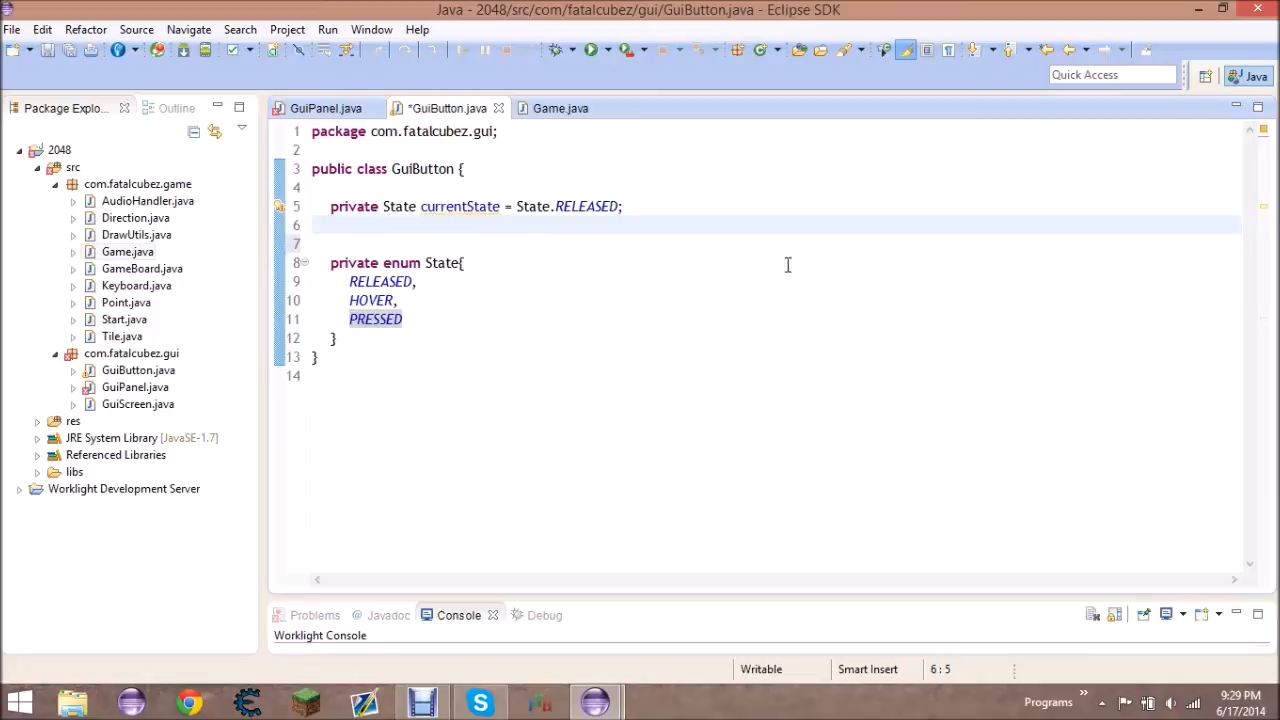 Java - 2048/src/com/fatalcubez/gui/GuiButton.java - Eclipse SDK
File Edit Refactor Source Navigate Search Project Run Window Help
Quick Access
Java
Package Explo... Outline
GuiPanel.java *GuiButton.java Game.java
2048
src
com.fatalcubez.game
AudioHandler.java
Direction.java
DrawUtils.java
Game.java
GameBoard.java
Keyboard.java
Point.java
Start.java
Tile.java
com.fatalcubez.gui
GuiButton.java
GuiPanel.java
GuiScreen.java
res
JRE System Library [JavaSE-1.7]
Referenced Libraries
libs
Worklight Development Server
1 package com.fatalcubez.gui;
2
3 public class GuiButton {
4
5 private State currentState = State.RELEASED;
6
7
8 private enum State{
9 RELEASED,
10 HOVER,
11 PRESSED
12 }
13 }
14
Problems Javadoc Console Debug
Worklight Console
Writable Smart Insert 6 : 5
Programs
9:29 PM
6/17/2014